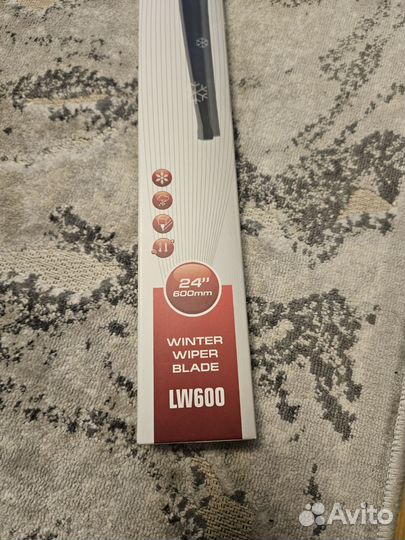 24"
600mm
WINTER
WIPER
BLADE
LW600
Avito